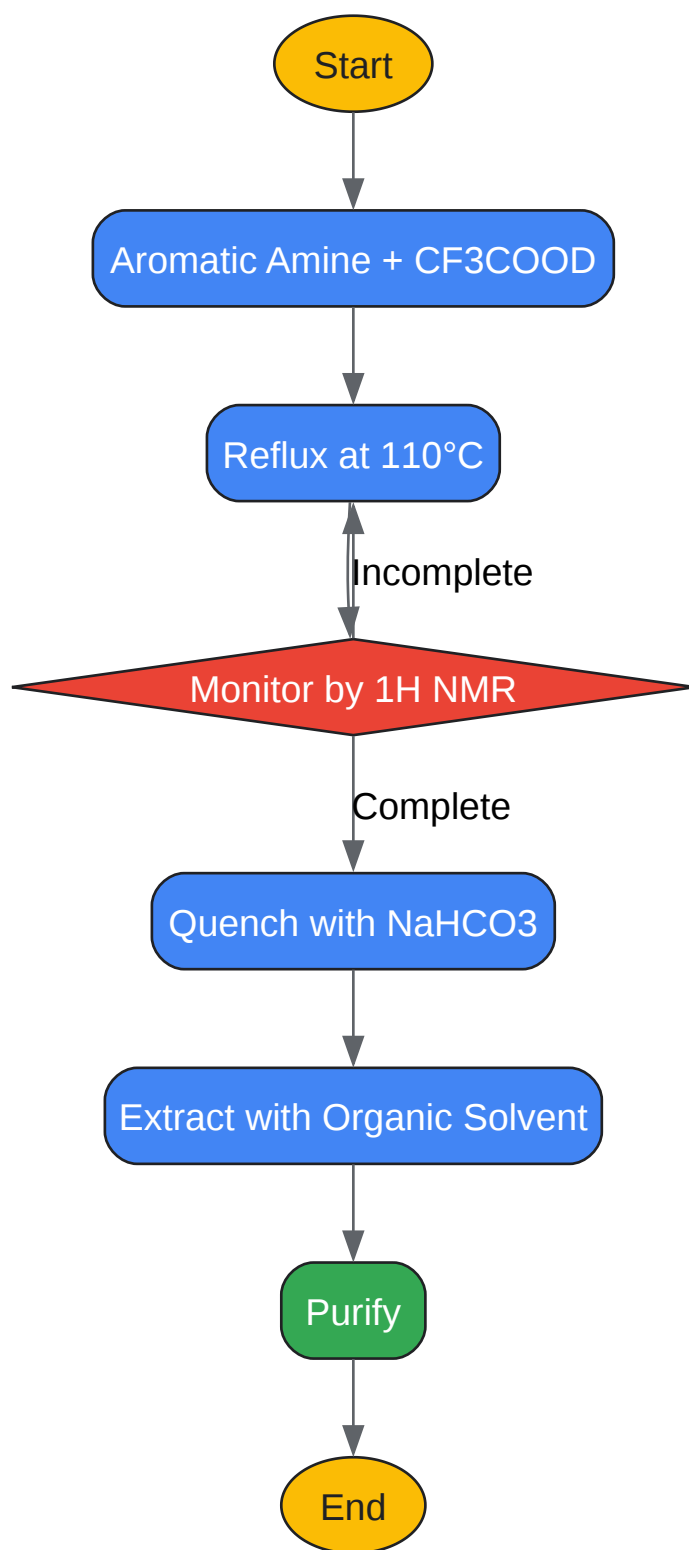 Start
Aromatic Amine + CF3COOD
Reflux at 110°C
Incomplete
Monitor by 1H NMR
Complete
Quench with NaHCO3
Extract with Organic Solvent
Purify
End